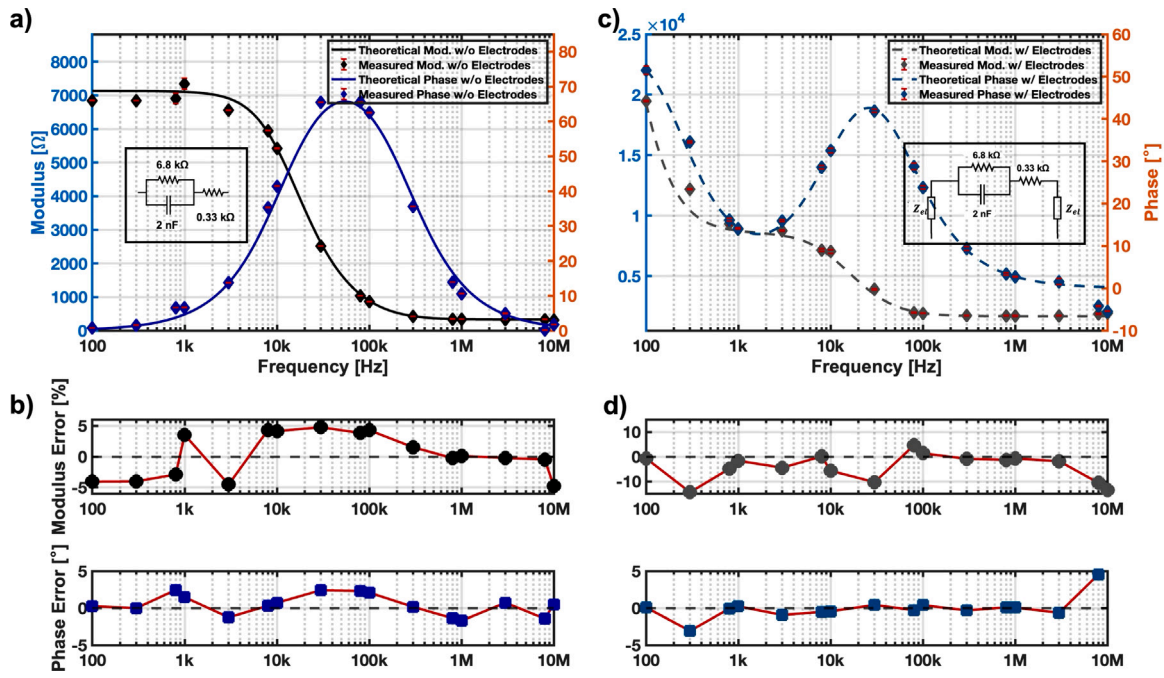 a)
8000
7000
6000
5000
4000
3000
2000
1000
0
Modulus [Ω]
80
70
60
50
40
30
20
10
0
Theoretical Mod. w/o Electrodes
Measured Mod. w/o Electrodes
Theoretical Phase w/o Electrodes
Measured Phase w/o Electrodes
6.8 kΩ
2 nF
0.33 kΩ
100 1k 10k 100k 1M 10M
Frequency [Hz]
c)
×10⁴
2.5
2
1.5
1
0.5
60
50
40
30
20
10
0
-10
Phase [°]
Theoretical Mod. w/ Electrodes
Measured Mod. w/ Electrodes
Theoretical Phase w/ Electrodes
Measured Phase w/ Electrodes
6.8 kΩ
0.33 kΩ
2 nF
Zel
Zel
100 1k 10k 100k 1M 10M
Frequency [Hz]
b)
Modulus Error [%]
5
0
-5
100 1k 10k 100k 1M 10M
Phase Error [°]
5
0
-5
100 1k 10k 100k 1M 10M
d)
10
0
-10
100 1k 10k 100k 1M 10M
5
0
-5
100 1k 10k 100k 1M 10M